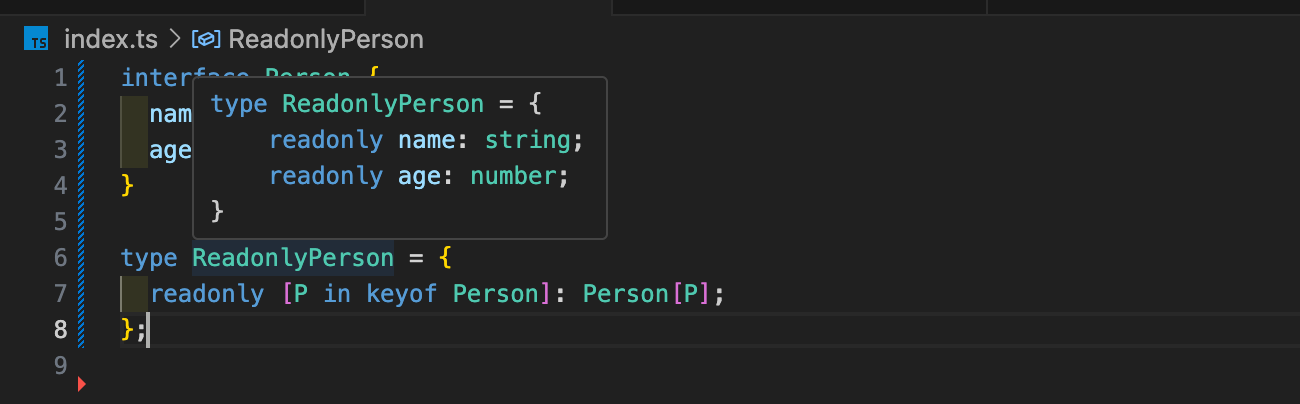 TS index.ts > ReadonlyPerson
1 interface Person {
2 nam
3 age
4 }
5
6 type ReadonlyPerson = {
7 readonly [P in keyof Person]: Person[P];
8 };
9
type ReadonlyPerson = {
readonly name: string;
readonly age: number;
}